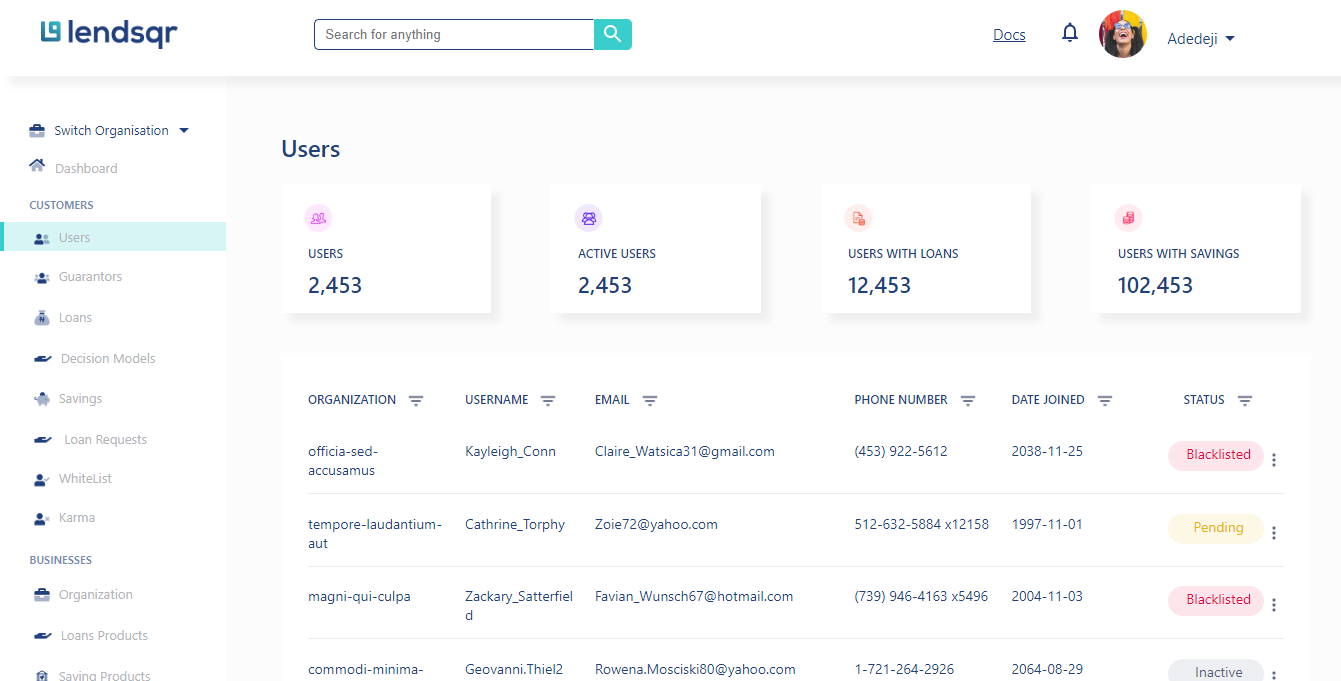 lendsqr
Search for anything
Docs
Adedeji
Switch Organisation
Dashboard
CUSTOMERS
Users
Guarantors
Loans
Decision Models
Savings
Loan Requests
WhiteList
Karma
BUSINESSES
Organization
Loans Products
Saving Products
Users
USERS
2,453
ACTIVE USERS
2,453
USERS WITH LOANS
12,453
USERS WITH SAVINGS
102,453
ORGANIZATION USERNAME EMAIL PHONE NUMBER DATE JOINED STATUS
officia-sed- Kayleigh_Conn Claire_Watsica31@gmail.com (453) 922-5612 2038-11-25 Blacklisted
accusamus
tempore-laudantium- Cathrine_Torphy Zoie72@yahoo.com 512-632-5884 x12158 1997-11-01 Pending
aut
magni-qui-culpa Zackary_Satterfiel Favian_Wunsch67@hotmail.com (739) 946-4163 x5496 2004-11-03 Blacklisted
d
commodi-minima- Geovanni.Thiel2 Rowena.Mosciski80@yahoo.com 1-721-264-2926 2064-08-29 Inactive